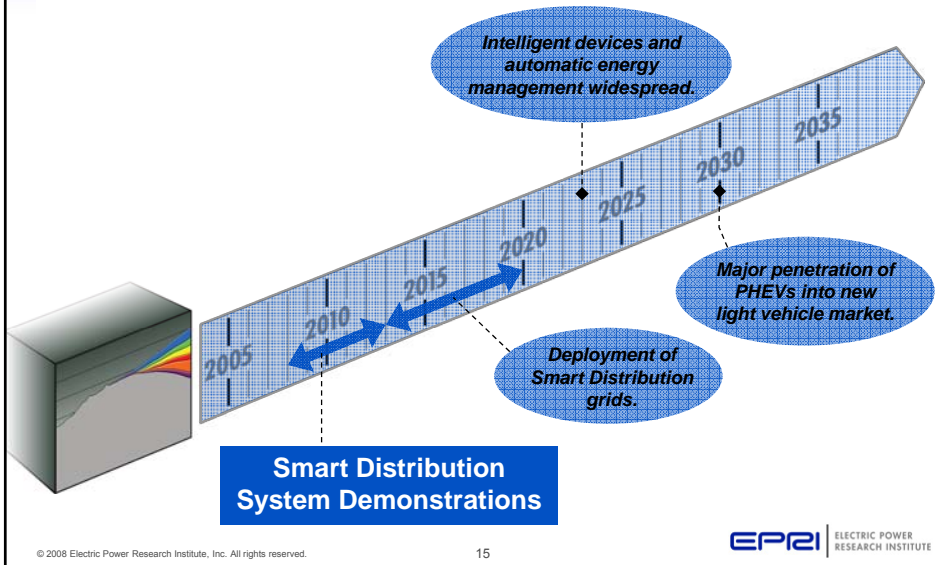 Intelligent devices and
automatic energy
management widespread.
2035
2030
2025
2020
2015
2010
2005
Major penetration of
PHEVs into new
light vehicle market.
Deployment of
Smart Distribution
grids.
Smart Distribution
System Demonstrations
© 2008 Electric Power Research Institute, Inc. All rights reserved.
15
EPRI
ELECTRIC POWER
RESEARCH INSTITUTE